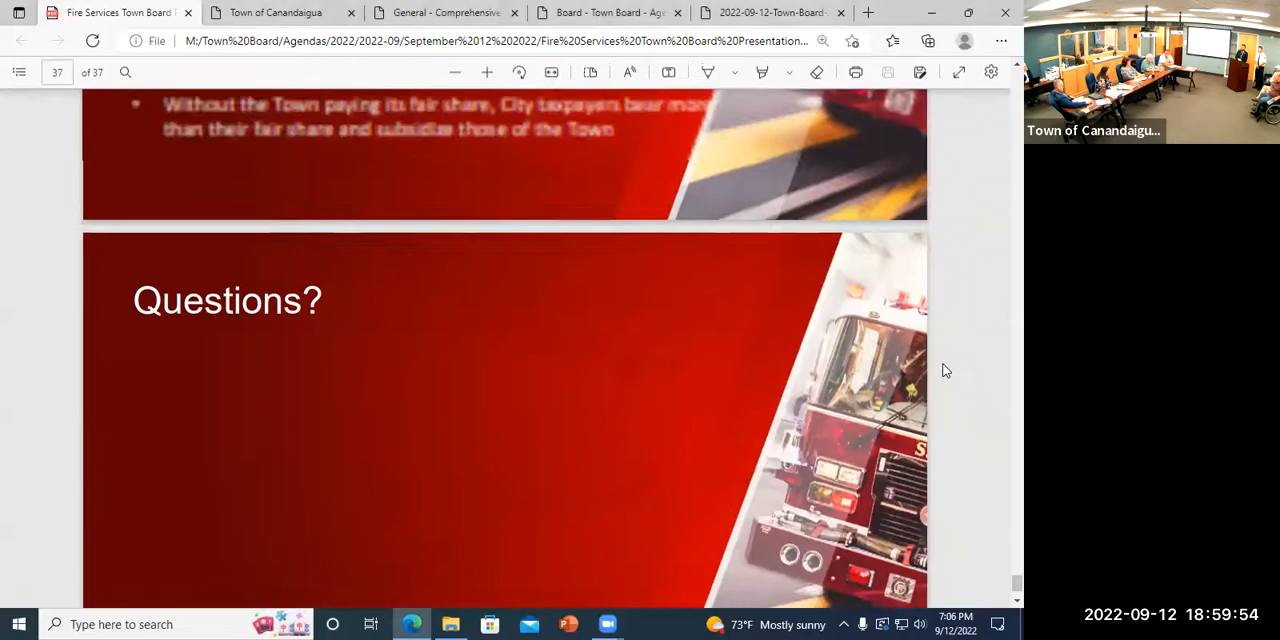 Fire Services Town Board
Town of Canandaigua
General - Comprehensive
Board - Town Board - Age
2022-09-12-Town-Board-
File
M:/Town%20Board/Agendas/2022/2022-09/September%2012%202022/Fire%20Services%20Town%20Board%20Presentation...
37 of 37
• Without the Town paying its fair share, City taxpayers bear more
than their fair share and subsidize those of the Town
Questions?
Town of Canandaigu...
Type here to search
73°F Mostly sunny
7:06 PM
9/12/2022
2022-09-12 18:59:54